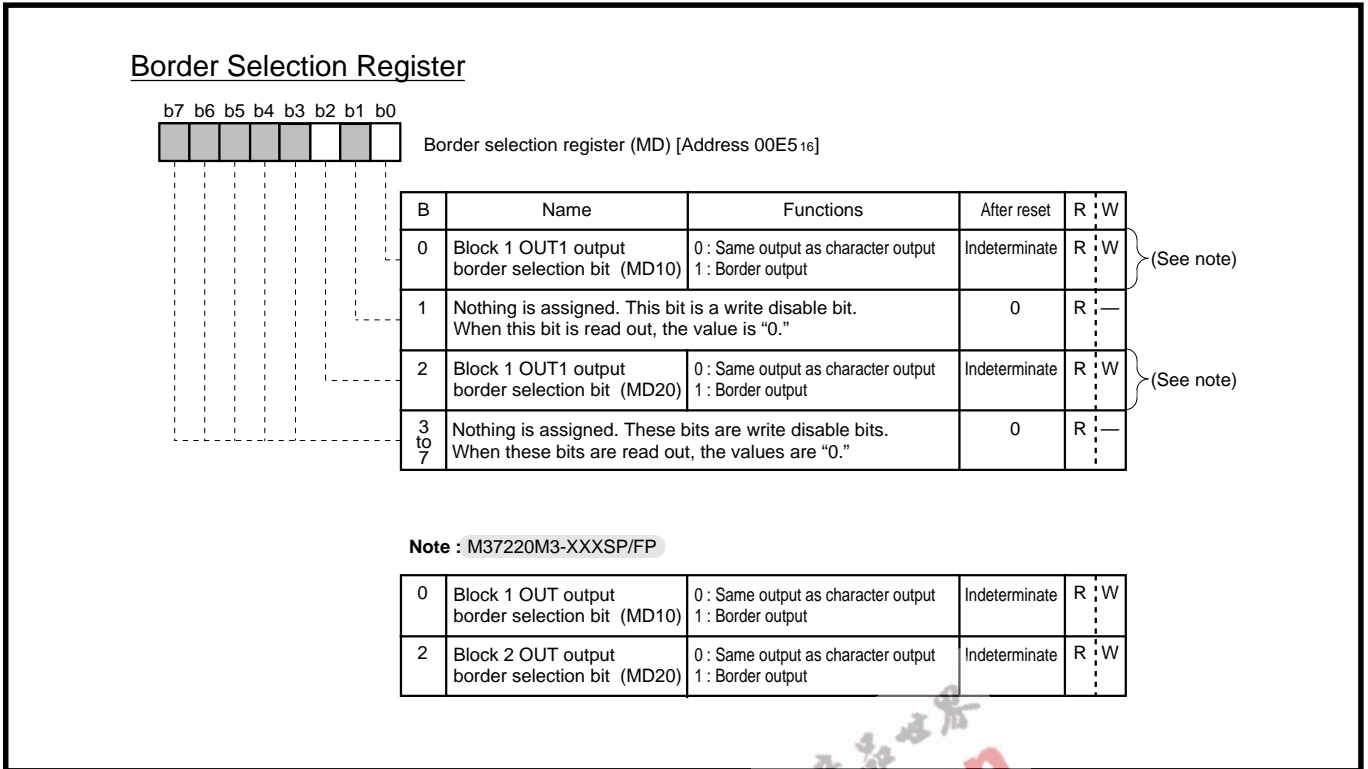 Border Selection Register
b7 b6 b5 b4 b3 b2 b1 b0
Border selection register (MD) [Address 00E5 16]
B Name Functions After reset R W
0 Block 1 OUT1 output 0 : Same output as character output Indeterminate R W
border selection bit (MD10) 1 : Border output
(See note)
1 Nothing is assigned. This bit is a write disable bit. 0 R —
When this bit is read out, the value is “0.”
2 Block 1 OUT1 output 0 : Same output as character output Indeterminate R W
border selection bit (MD20) 1 : Border output
(See note)
3 Nothing is assigned. These bits are write disable bits. 0 R —
to
7 When these bits are read out, the values are “0.”
Note : M37220M3-XXXSP/FP
0 Block 1 OUT output 0 : Same output as character output Indeterminate R W
border selection bit (MD10) 1 : Border output
2 Block 2 OUT output 0 : Same output as character output Indeterminate R W
border selection bit (MD20) 1 : Border output